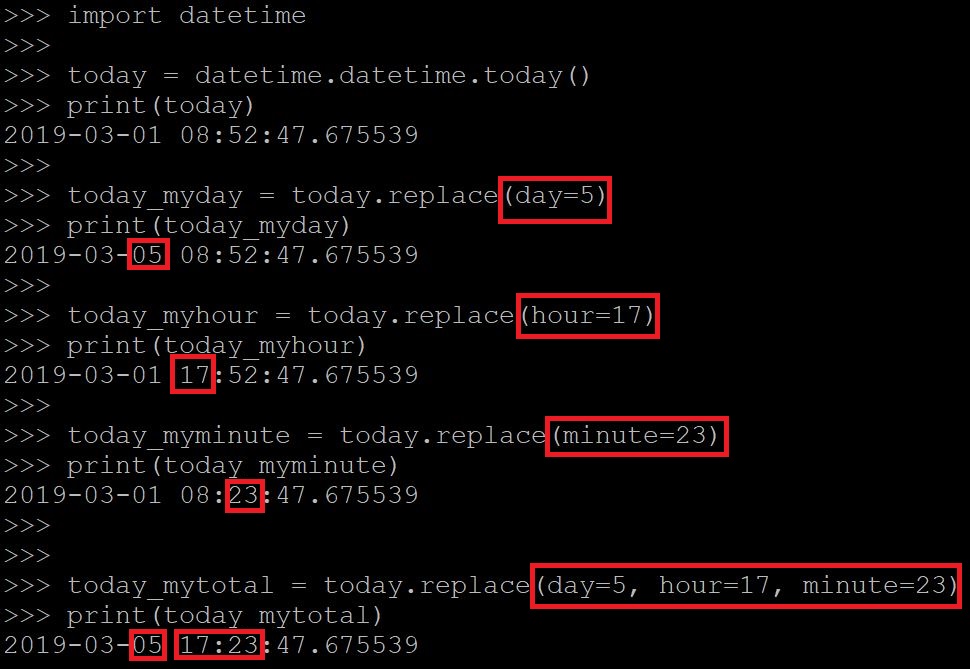 >>> import datetime
>>>
>>> today = datetime.datetime.today()
>>> print(today)
2019-03-01 08:52:47.675539
>>>
>>> today_myday = today.replace(day=5)
>>> print(today_myday)
2019-03-05 08:52:47.675539
>>>
>>> today_myhour = today.replace(hour=17)
>>> print(today_myhour)
2019-03-01 17:52:47.675539
>>>
>>> today_myminute = today.replace(minute=23)
>>> print(today_myminute)
2019-03-01 08:23:47.675539
>>>
>>>
>>> today_mytotal = today.replace(day=5, hour=17, minute=23)
>>> print(today_mytotal)
2019-03-05 17:23:47.675539